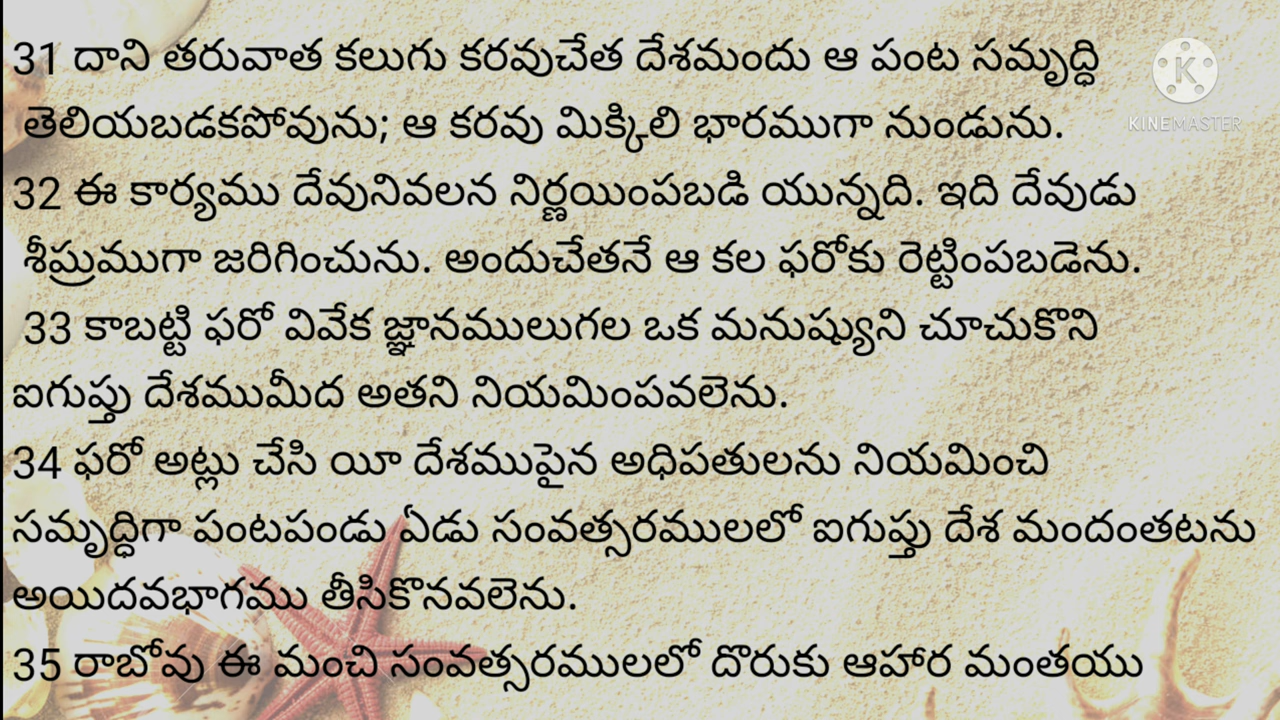 31 దాని తరువాత కలుగు కరవుచేత దేశమందు ఆ పంట సమృద్ధి
తెలియబడకపోవును; ఆ కరవు మిక్కిలి భారముగా నుండును.
32 ఈ కార్యము దేవునివలన నిర్ణయింపబడి యున్నది. ఇది దేవుడు
శీఘ్రముగా జరిగించును. అందుచేతనే ఆ కల ఫరోకు రెట్టింపబడెను.
33 కాబట్టి ఫరో వివేక జ్ఞానములుగల ఒక మనుష్యుని చూచుకొని
ఐగుప్తు దేశముమీద అతని నియమింపవలెను.
34 ఫరో అట్లు చేసి యీ దేశముపైన అధిపతులను నియమించి
సమృద్ధిగా పంటపండు ఏడు సంవత్సరములలో ఐగుప్తు దేశ మందంతటను
అయిదవభాగము తీసికొనవలెను.
35 రాబోవు ఈ మంచి సంవత్సరములలో దొరుకు ఆహార మంతయు
K
KINEMASTER